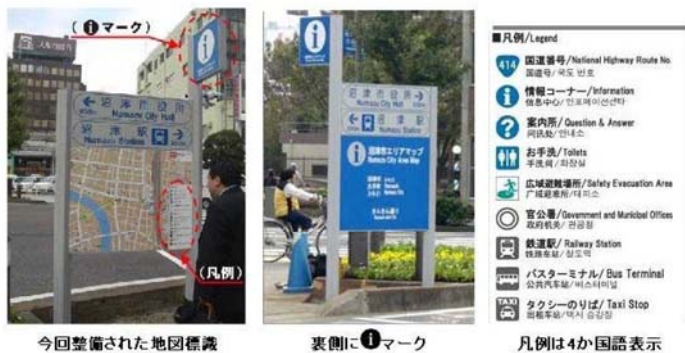 (ℹマーク)
沼津市役所
Numazu City Hall
沼津駅
Numazu Station
(凡例)
今回整備された地図標識
沼津市役所
Numazu City Hall
沼津駅
Numazu Station
沼津市エリアマップ
Numazu City Area Map
さんさん通り
裏側にℹマーク
■凡例/Legend
414 国道番号/National Highway Route No.
国道号/국도 번호
情報コーナー/Information
信息中心/인포메이션센타
案内所/Question & Answer
问讯处/안내소
お手洗/Toilets
手洗间/화장실
広域避難場所/Safety Evacuation Area
广域避难所/대피소
官公署/Government and Municipal Offices
政府机关/관공청
鉄道駅/Railway Station
铁路车站/철도역
バスターミナル/Bus Terminal
公共汽车站/버스터미널
TAXI タクシーのりば/Taxi Stop
出租车站/택시 승강장
凡例は4か国語表示